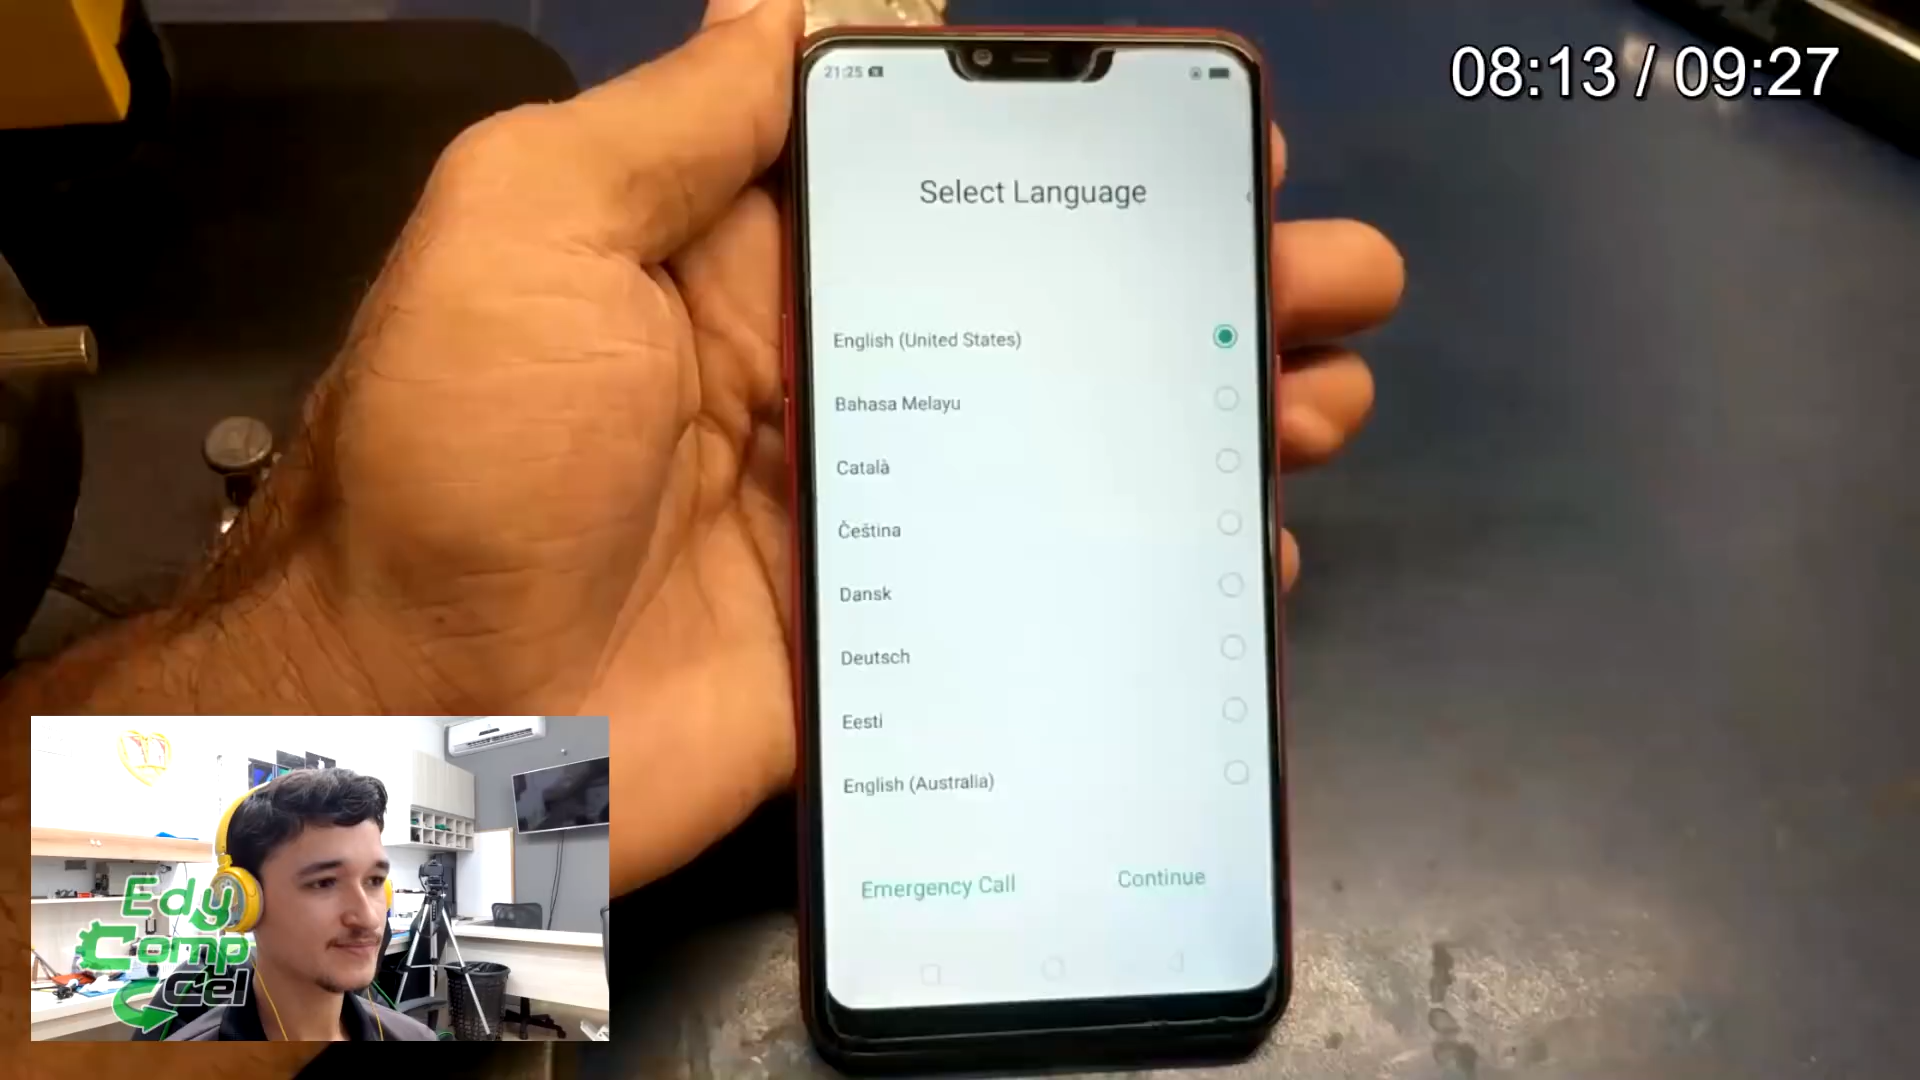 08:13 / 09:27
21:25
Select Language
English (United States)
Bahasa Melayu
Català
Čeština
Dansk
Deutsch
Eesti
English (Australia)
Emergency Call
Continue
Edy
Comp
Cel